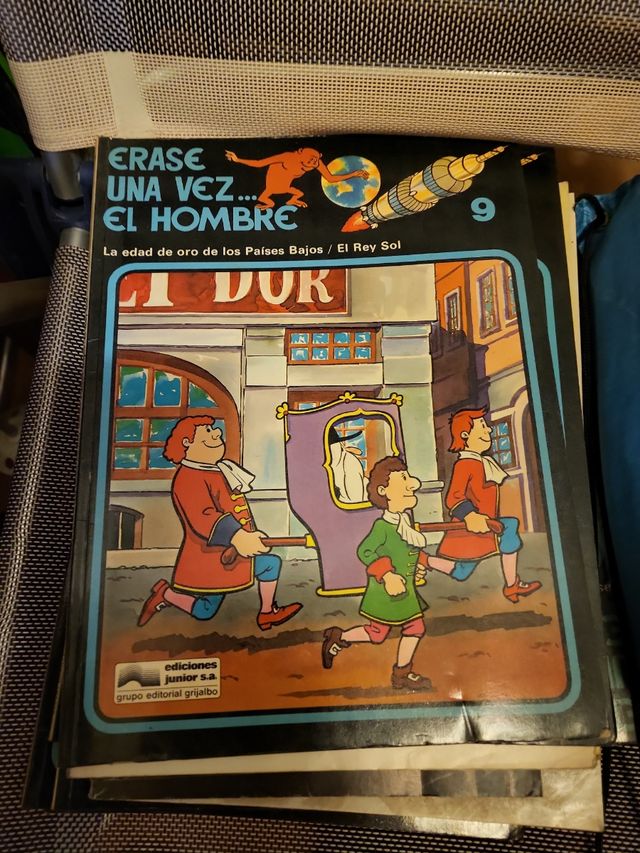 ERASE
UNA VEZ...
EL HOMBRE
9
La edad de oro de los Países Bajos / El Rey Sol
D'OR
ediciones
junior s.a.
grupo editorial grijalbo